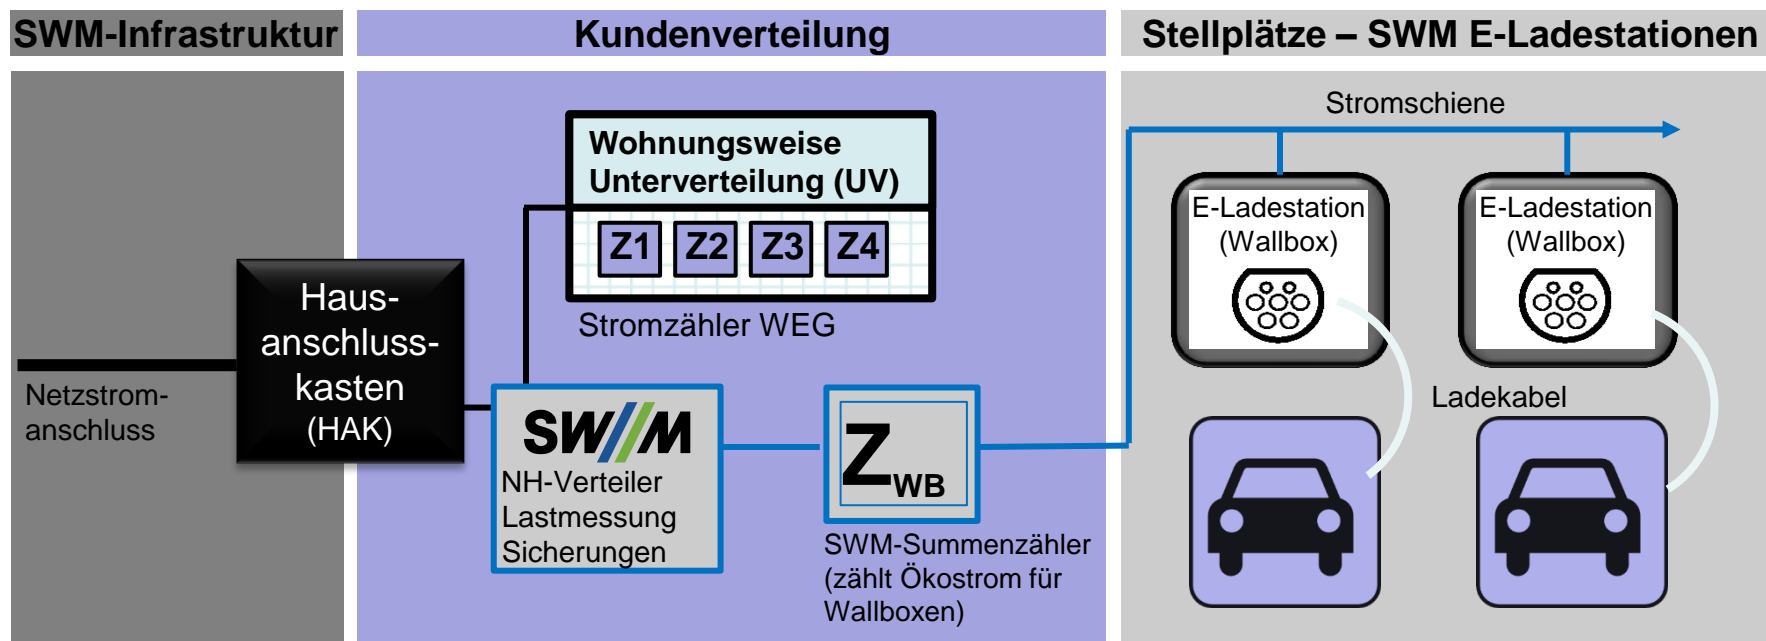 SWM-Infrastruktur
Kundenverteilung
Stellplätze – SWM E-Ladestationen
Netzstrom-
anschluss
Haus-
anschluss-
kasten
(HAK)
Wohnungsweise
Unterverteilung (UV)
Z1 Z2 Z3 Z4
Stromzähler WEG
SWM
NH-Verteiler
Lastmessung
Sicherungen
ZWB
SWM-Summenzähler
(zählt Ökostrom für
Wallboxen)
Stromschiene
E-Ladestation
(Wallbox)
E-Ladestation
(Wallbox)
Ladekabel